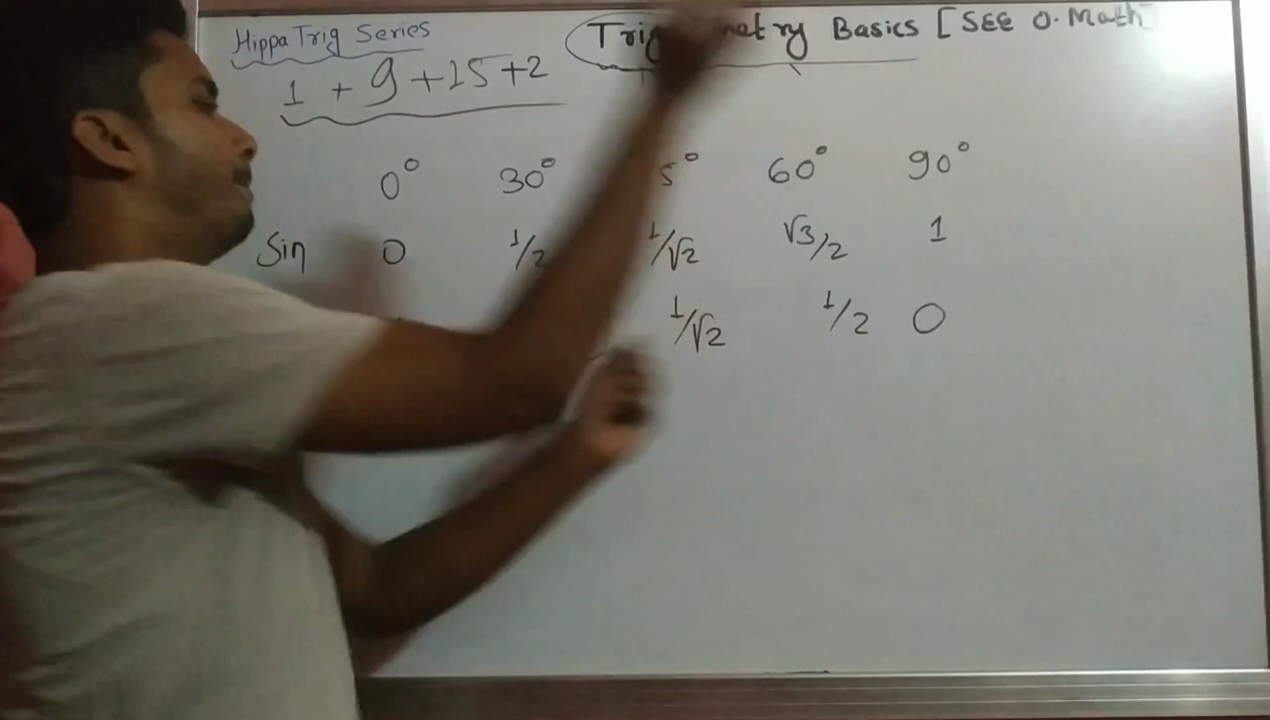 Hippa Trig Series
Basics [SEE O.Math
1 + 9 + 15 + 2
0° 30° 5° 60° 90°
Sin 0 1/2 1/√2 √3/2 1
1/√2 1/2 0